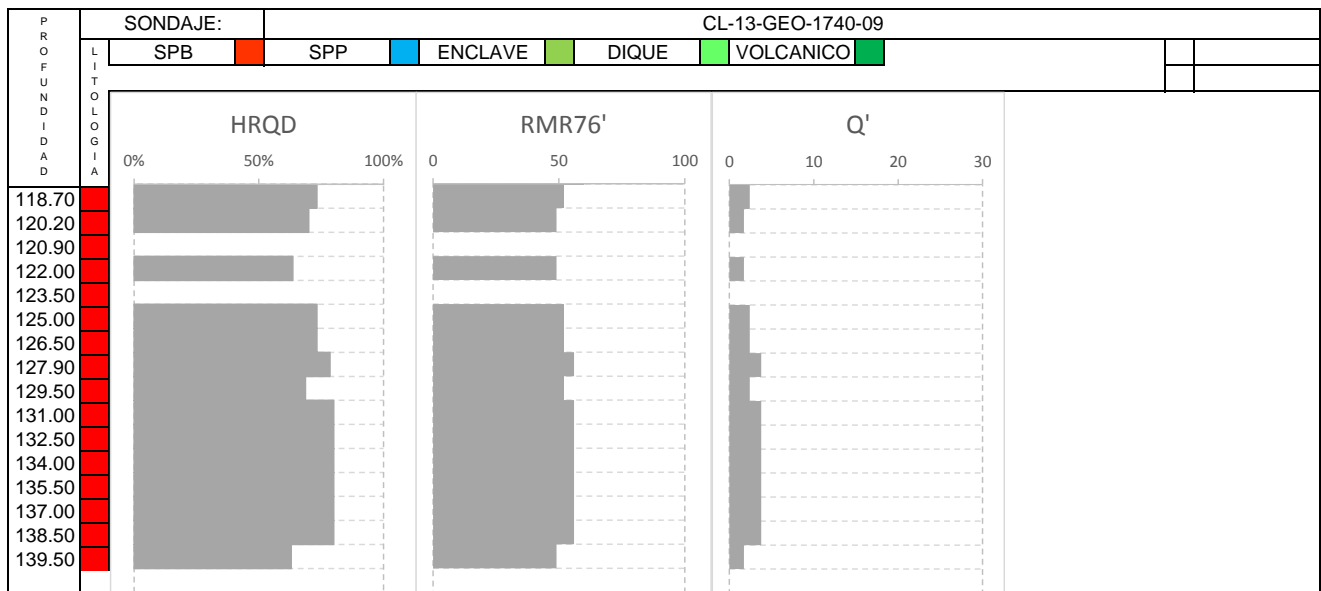 PROFUNDIDAD
LITOLOGIA
SONDAJE: CL-13-GEO-1740-09
SPB SPP ENCLAVE DIQUE VOLCANICO
HRQD RMR76' Q'
0% 50% 100% 0 50 100 0 10 20 30
118.70
120.20
120.90
122.00
123.50
125.00
126.50
127.90
129.50
131.00
132.50
134.00
135.50
137.00
138.50
139.50